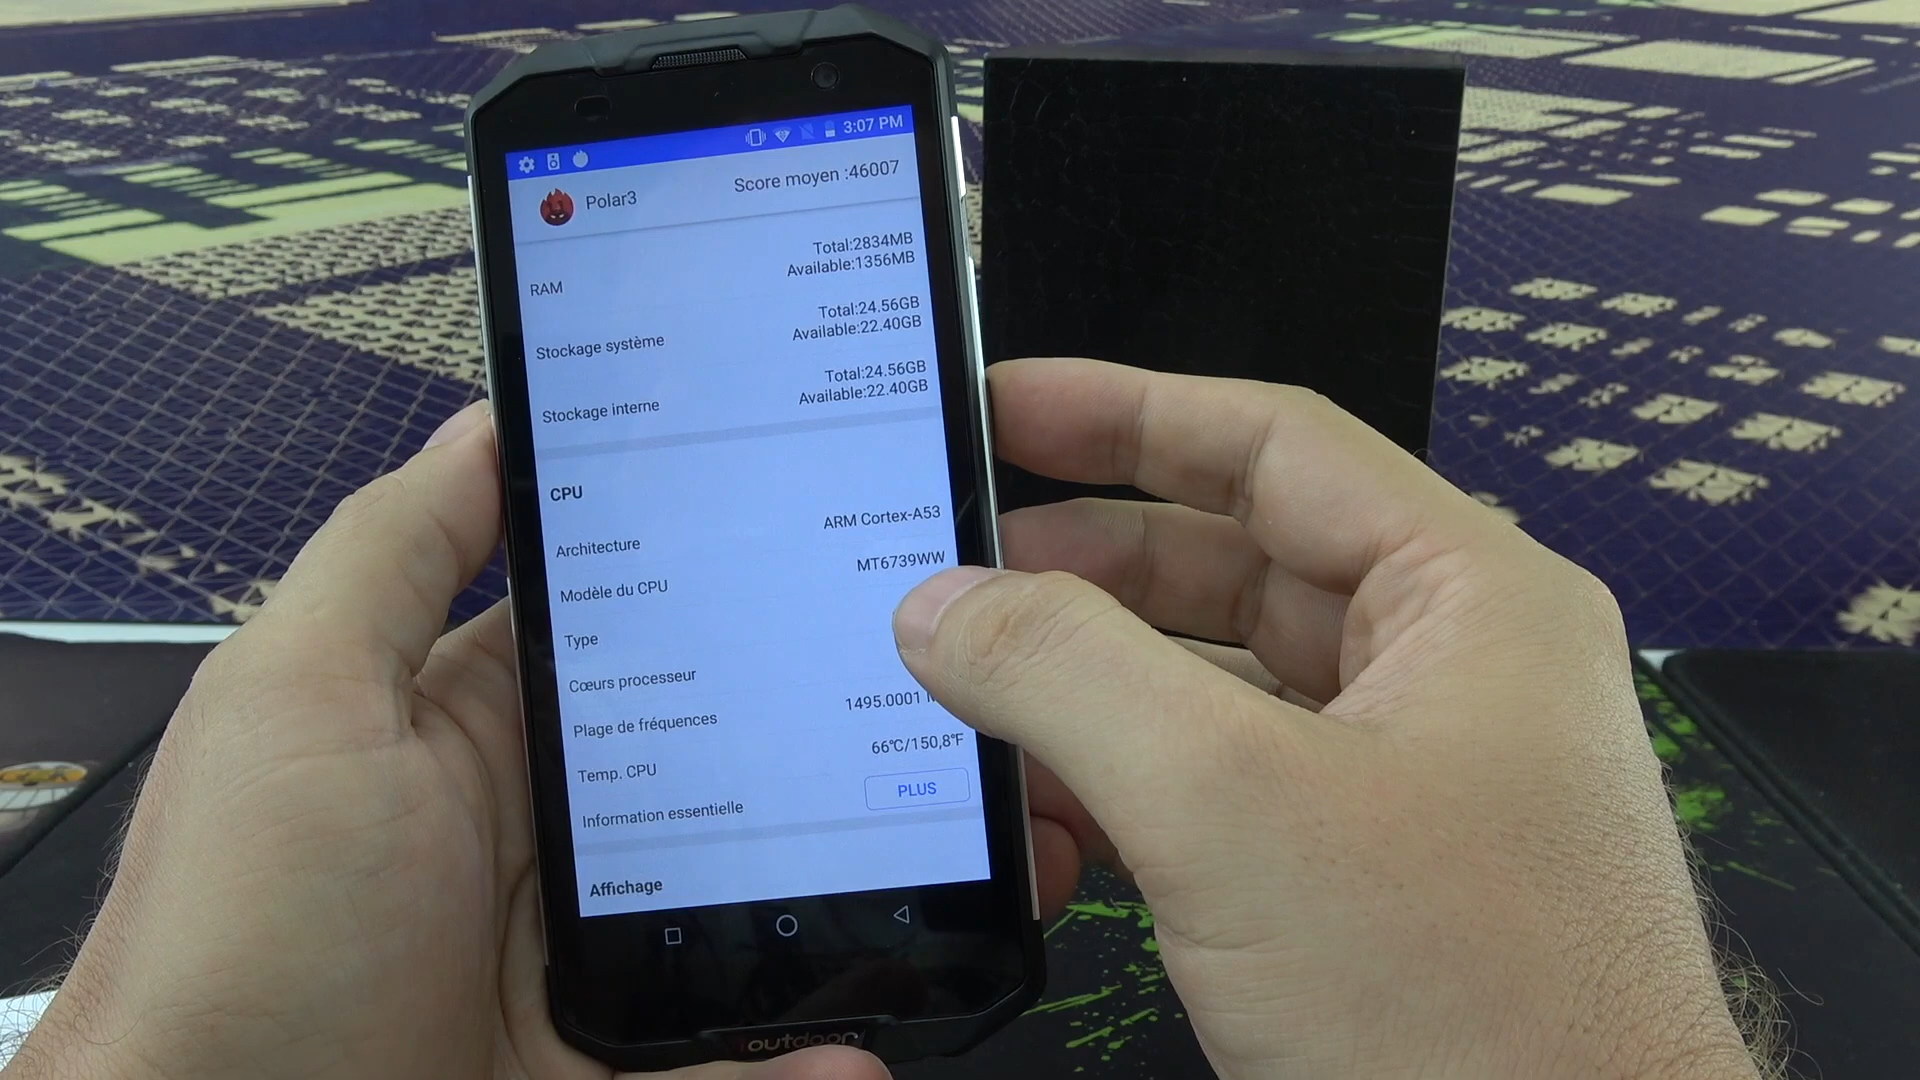 3:07 PM
Polar3 Score moyen :46007
RAM Total:2834MB
Available:1356MB
Stockage système Total:24.56GB
Available:22.40GB
Stockage interne Total:24.56GB
Available:22.40GB
CPU
Architecture ARM Cortex-A53
Modèle du CPU MT6739WW
Type
Cœurs processeur
Plage de fréquences 1495.0001
Temp. CPU 66℃/150,8℉
Information essentielle PLUS
Affichage
ioutdoor